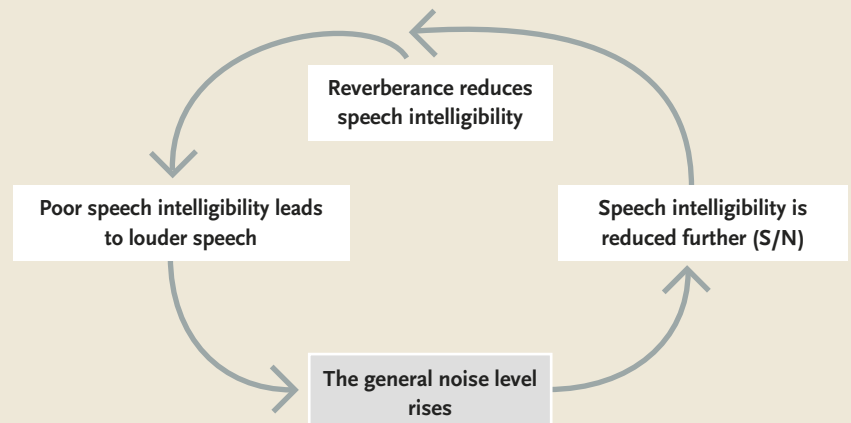 Reverberance reduces
speech intelligibility
Poor speech intelligibility leads
to louder speech
Speech intelligibility is
reduced further (S/N)
The general noise level
rises